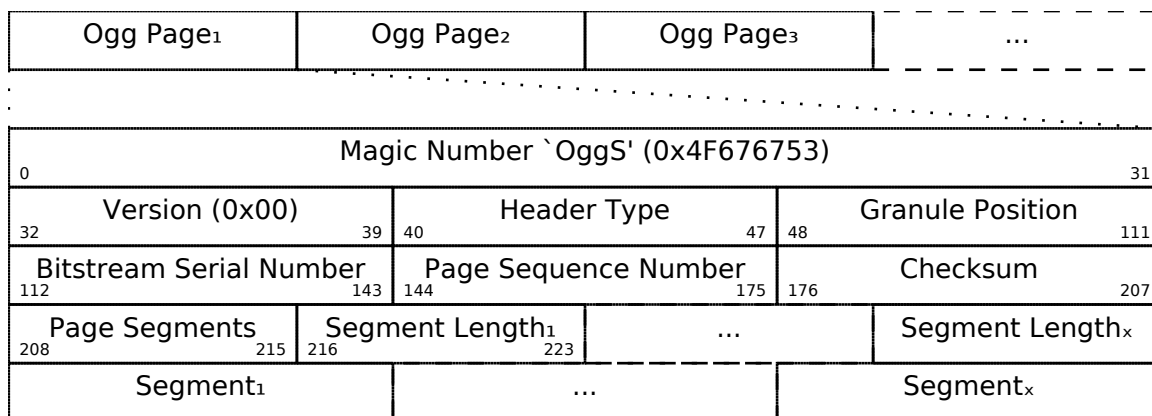 Ogg Page₁ Ogg Page₂ Ogg Page₃ ...
Magic Number `OggS' (0x4F676753)
0 31
Version (0x00) Header Type Granule Position
32 39 40 47 48 111
Bitstream Serial Number Page Sequence Number Checksum
112 143 144 175 176 207
Page Segments Segment Length₁ ... Segment Lengthₓ
208 215 216 223
Segment₁ ... Segmentₓ